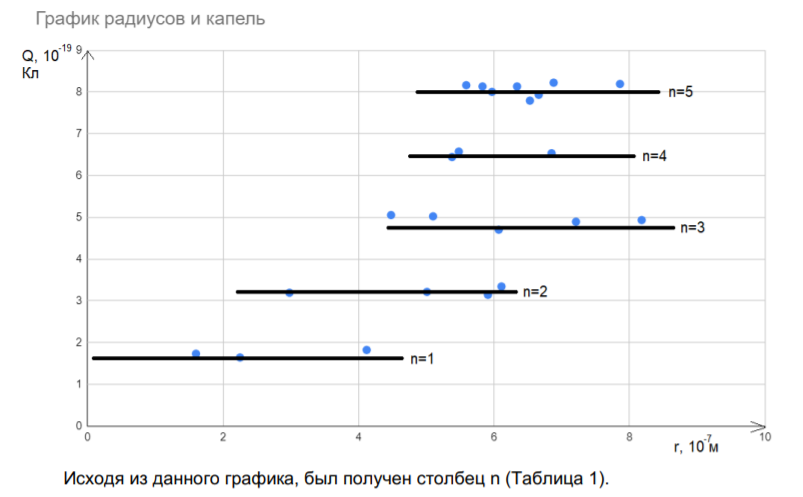 График радиусов и капель
Q, 10^-19
Кл
9
8
n=5
7
n=4
6
5
n=3
4
3
n=2
2
n=1
1
0
0 2 4 6 8 10
r, 10^-7 м
Исходя из данного графика, был получен столбец n (Таблица 1).